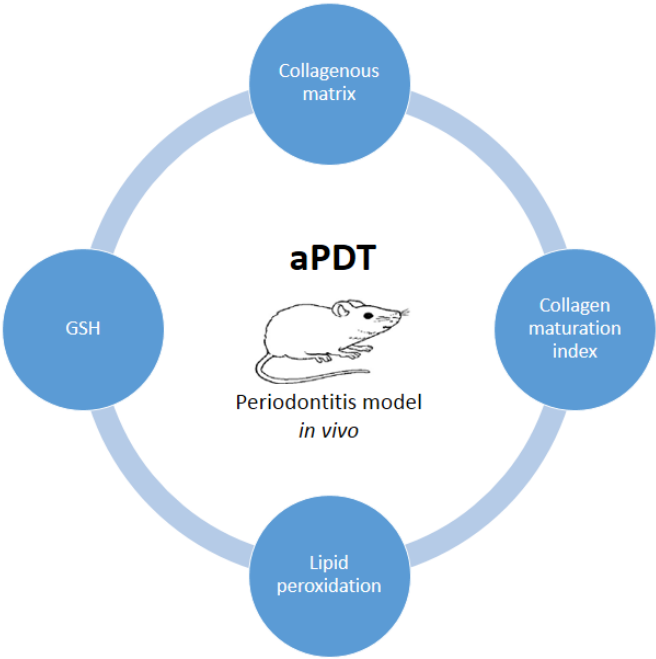 Collagenous
matrix
aPDT
GSH
Collagen
maturation
index
Periodontitis model
in vivo
Lipid
peroxidation